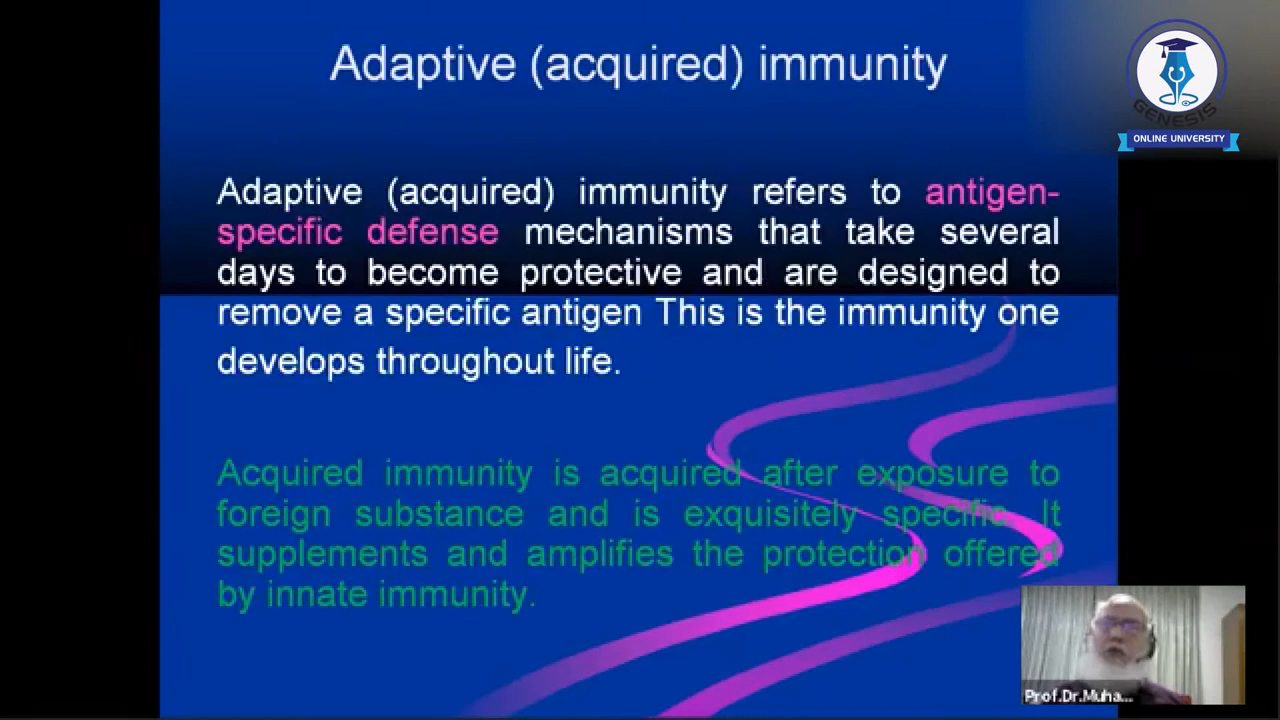 Adaptive (acquired) immunity
GENESIS
ONLINE UNIVERSITY
Adaptive (acquired) immunity refers to antigen-
specific defense mechanisms that take several
days to become protective and are designed to
remove a specific antigen This is the immunity one
develops throughout life.
Acquired immunity is acquired after exposure to
foreign substance and is exquisitely specific. It
supplements and amplifies the protection offered
by innate immunity.
Prof.Dr.Muha...